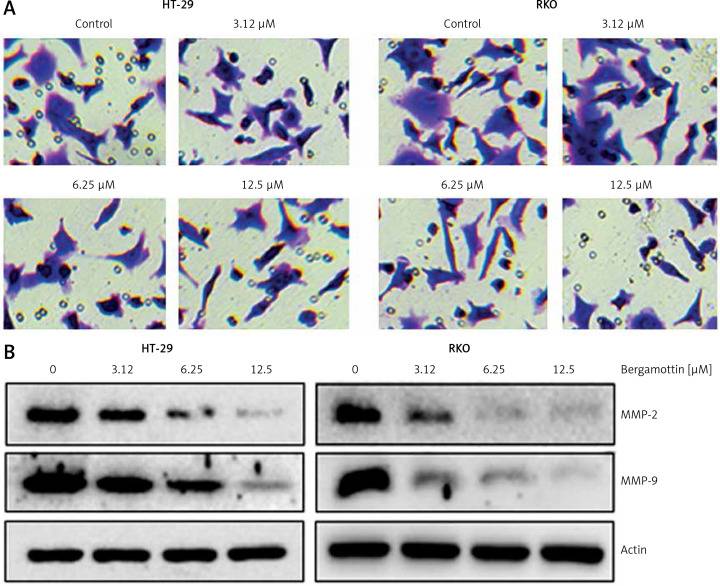 A
HT-29 RKO
Control 3.12 µM Control 3.12 µM
6.25 µM 12.5 µM 6.25 µM 12.5 µM
B
HT-29 RKO
0 3.12 6.25 12.5 0 3.12 6.25 12.5 Bergamottin [µM]
MMP-2
MMP-9
Actin